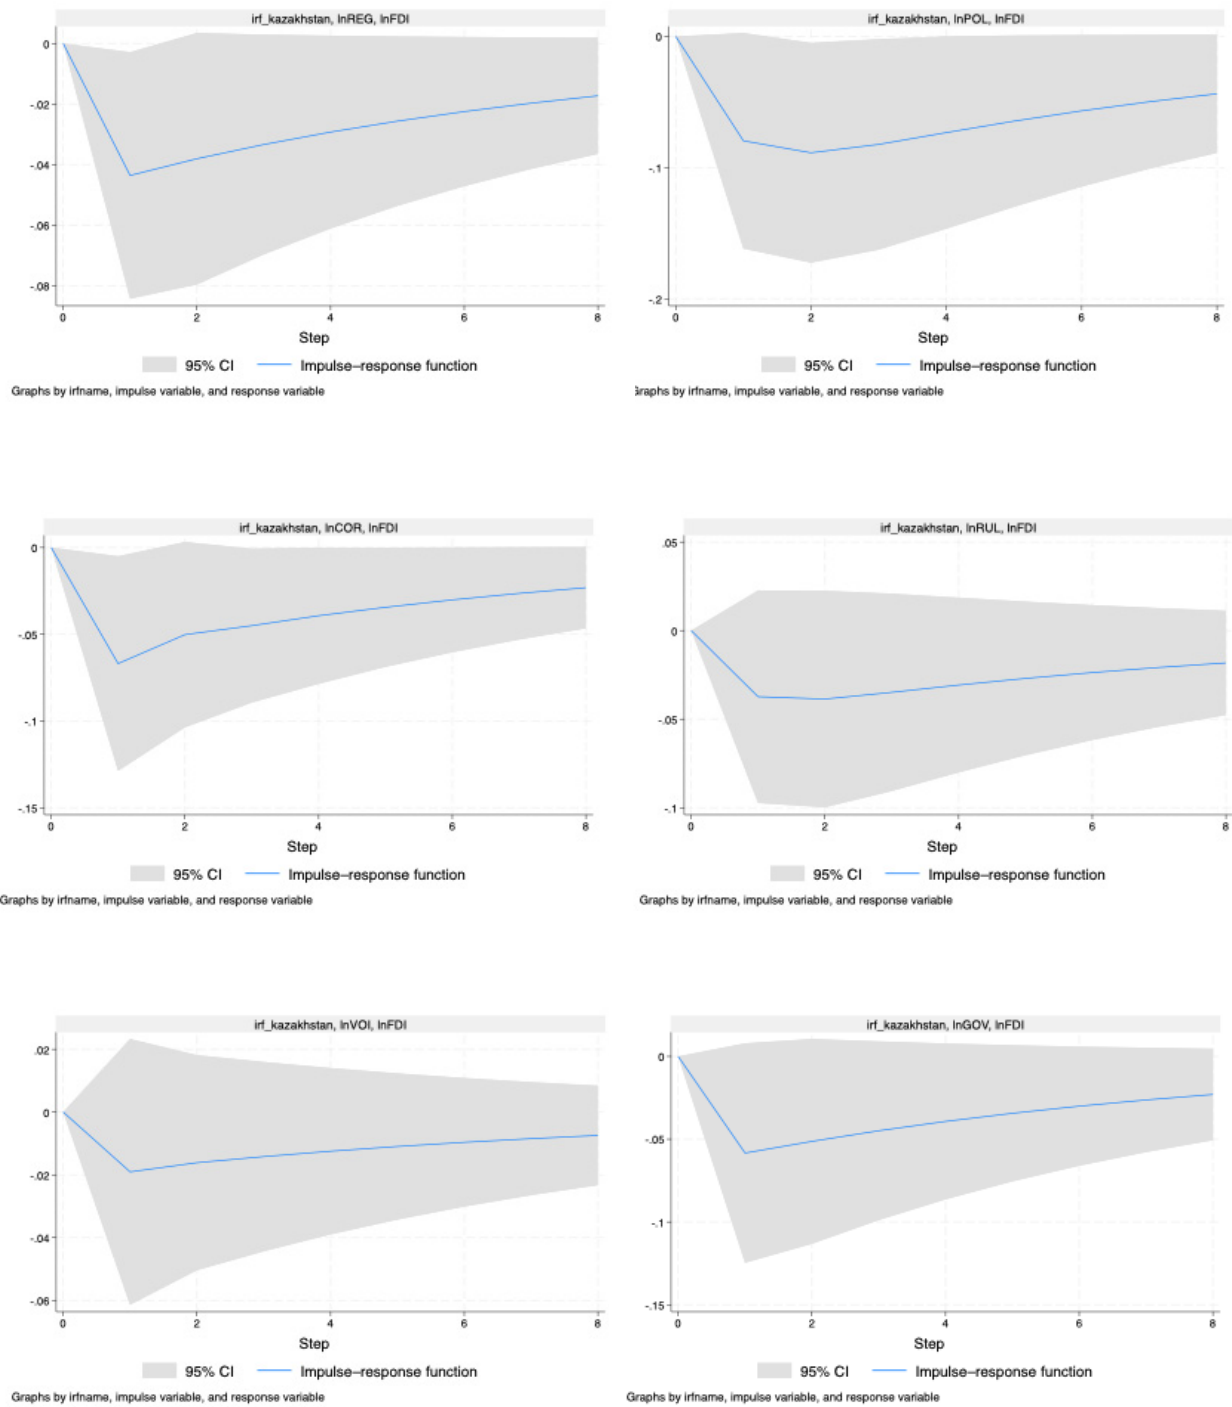 irf_kazakhstan, lnREG, lnFDI
0
-.02
-.04
-.06
-.08
0 2 4 6 8
Step
95% CI Impulse–response function
Graphs by irfname, impulse variable, and response variable
irf_kazakhstan, lnPOL, lnFDI
0
-.1
-.2
0 2 4 6 8
Step
95% CI Impulse–response function
Graphs by irfname, impulse variable, and response variable
irf_kazakhstan, lnCOR, lnFDI
0
-.05
-.1
-.15
0 2 4 6 8
Step
95% CI Impulse–response function
Graphs by irfname, impulse variable, and response variable
irf_kazakhstan, lnRUL, lnFDI
.05
0
-.05
-.1
0 2 4 6 8
Step
95% CI Impulse–response function
Graphs by irfname, impulse variable, and response variable
irf_kazakhstan, lnVOI, lnFDI
.02
0
-.02
-.04
-.06
0 2 4 6 8
Step
95% CI Impulse–response function
Graphs by irfname, impulse variable, and response variable
irf_kazakhstan, lnGOV, lnFDI
0
-.05
-.1
-.15
0 2 4 6 8
Step
95% CI Impulse–response function
Graphs by irfname, impulse variable, and response variable